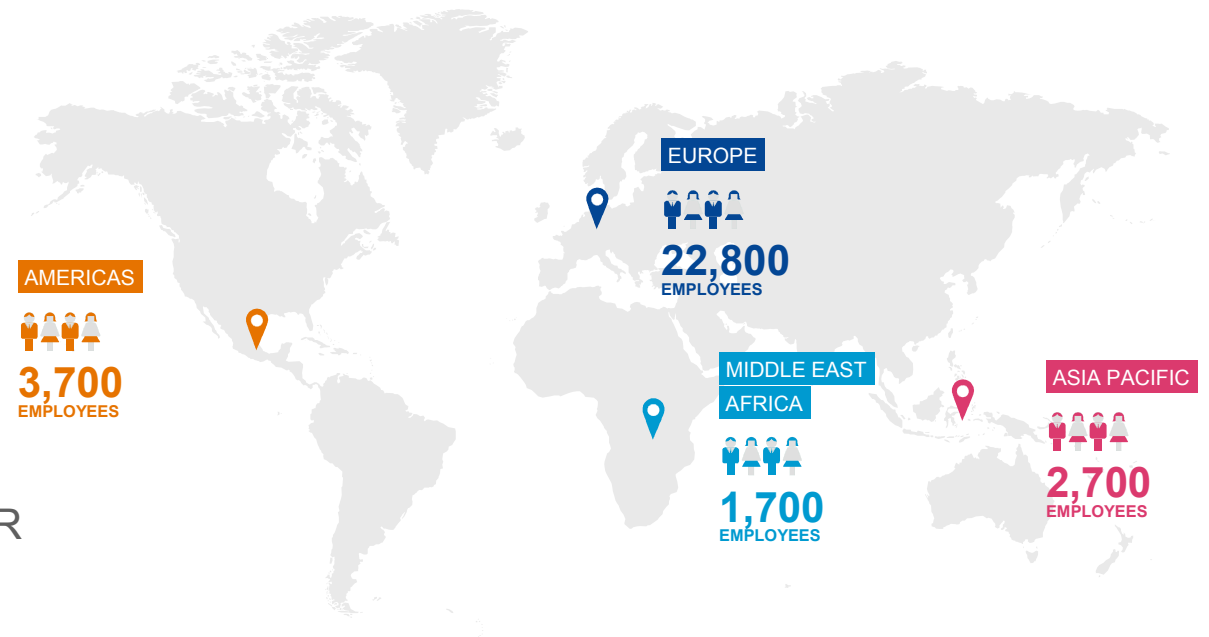 EUROPE
22,800
EMPLOYEES
AMERICAS
3,700
EMPLOYEES
MIDDLE EAST
AFRICA
1,700
EMPLOYEES
ASIA PACIFIC
2,700
EMPLOYEES
R